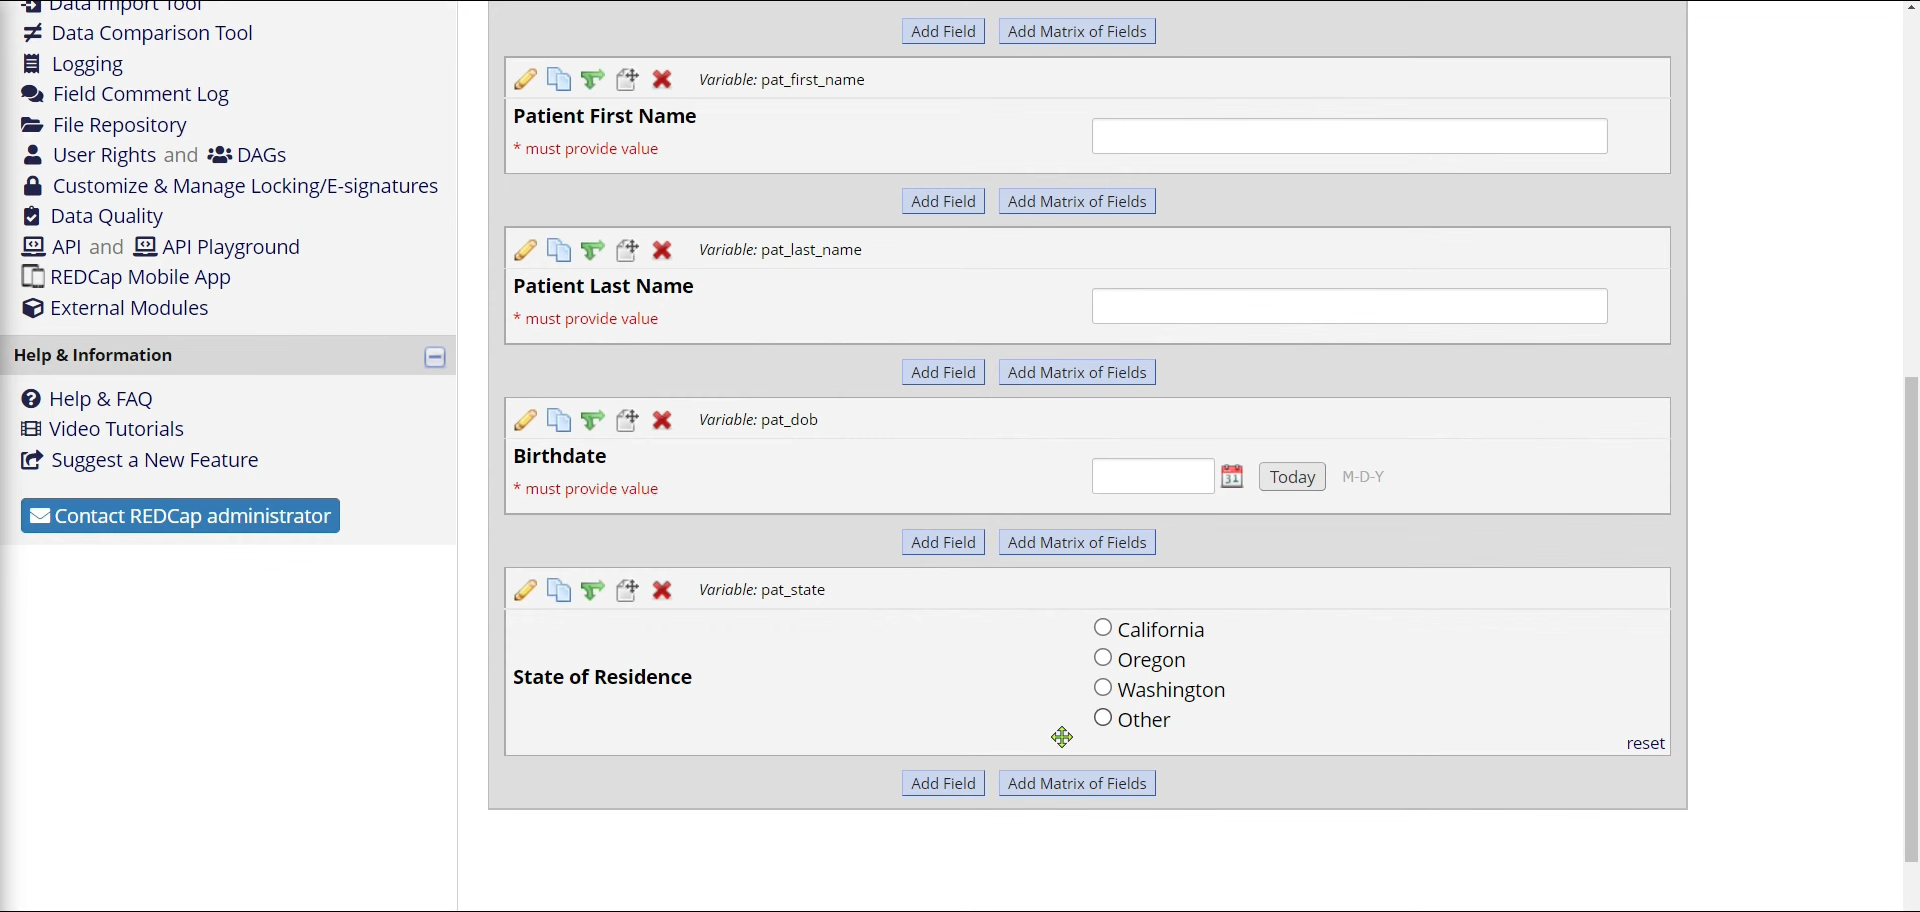 Data Import Tool
Data Comparison Tool
Logging
Field Comment Log
File Repository
User Rights and DAGs
Customize & Manage Locking/E-signatures
Data Quality
API and API Playground
REDCap Mobile App
External Modules
Help & Information
Help & FAQ
Video Tutorials
Suggest a New Feature
Contact REDCap administrator
Add Field Add Matrix of Fields
Variable: pat_first_name
Patient First Name
* must provide value
Add Field Add Matrix of Fields
Variable: pat_last_name
Patient Last Name
* must provide value
Add Field Add Matrix of Fields
Variable: pat_dob
Birthdate
* must provide value
31 Today M-D-Y
Add Field Add Matrix of Fields
Variable: pat_state
State of Residence
California
Oregon
Washington
Other
reset
Add Field Add Matrix of Fields